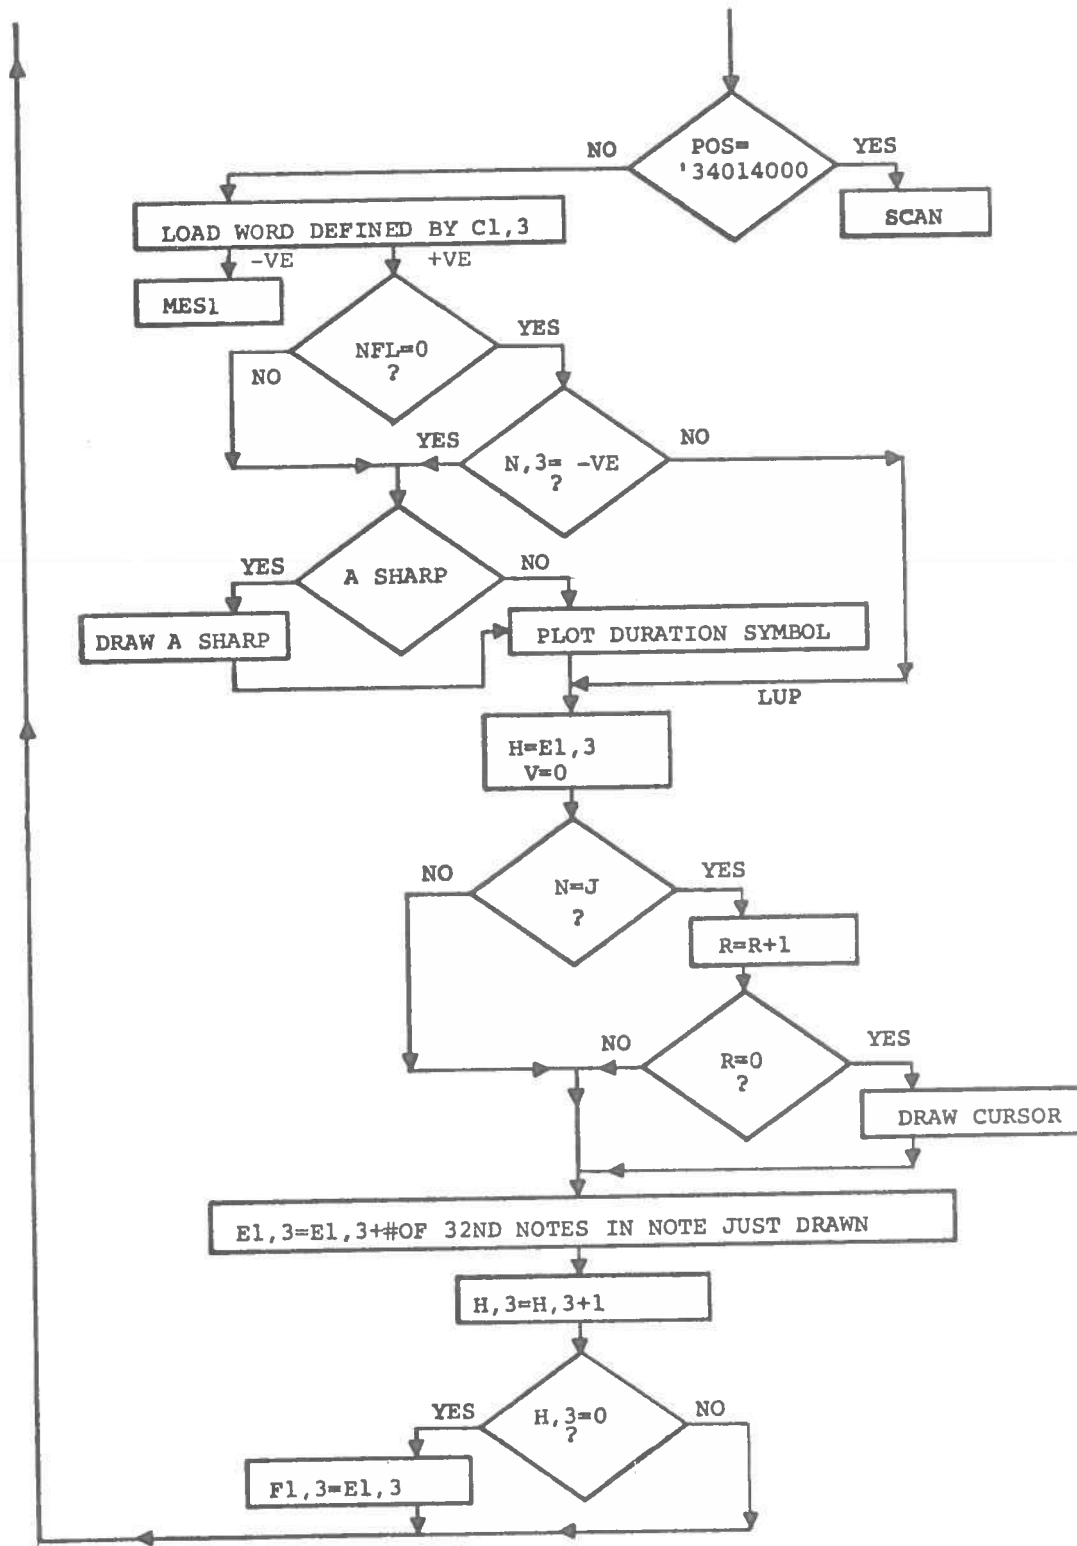 POS=
'34014000
NO
YES
SCAN
LOAD WORD DEFINED BY C1,3
-VE
+VE
MES1
NFL=0
?
YES
NO
N,3= -VE
?
YES
NO
A SHARP
YES
NO
DRAW A SHARP
PLOT DURATION SYMBOL
LUP
H=E1,3
V=0
N=J
?
NO
YES
R=R+1
R=0
?
NO
YES
DRAW CURSOR
E1,3=E1,3+#OF 32ND NOTES IN NOTE JUST DRAWN
H,3=H,3+1
H,3=0
?
YES
NO
F1,3=E1,3